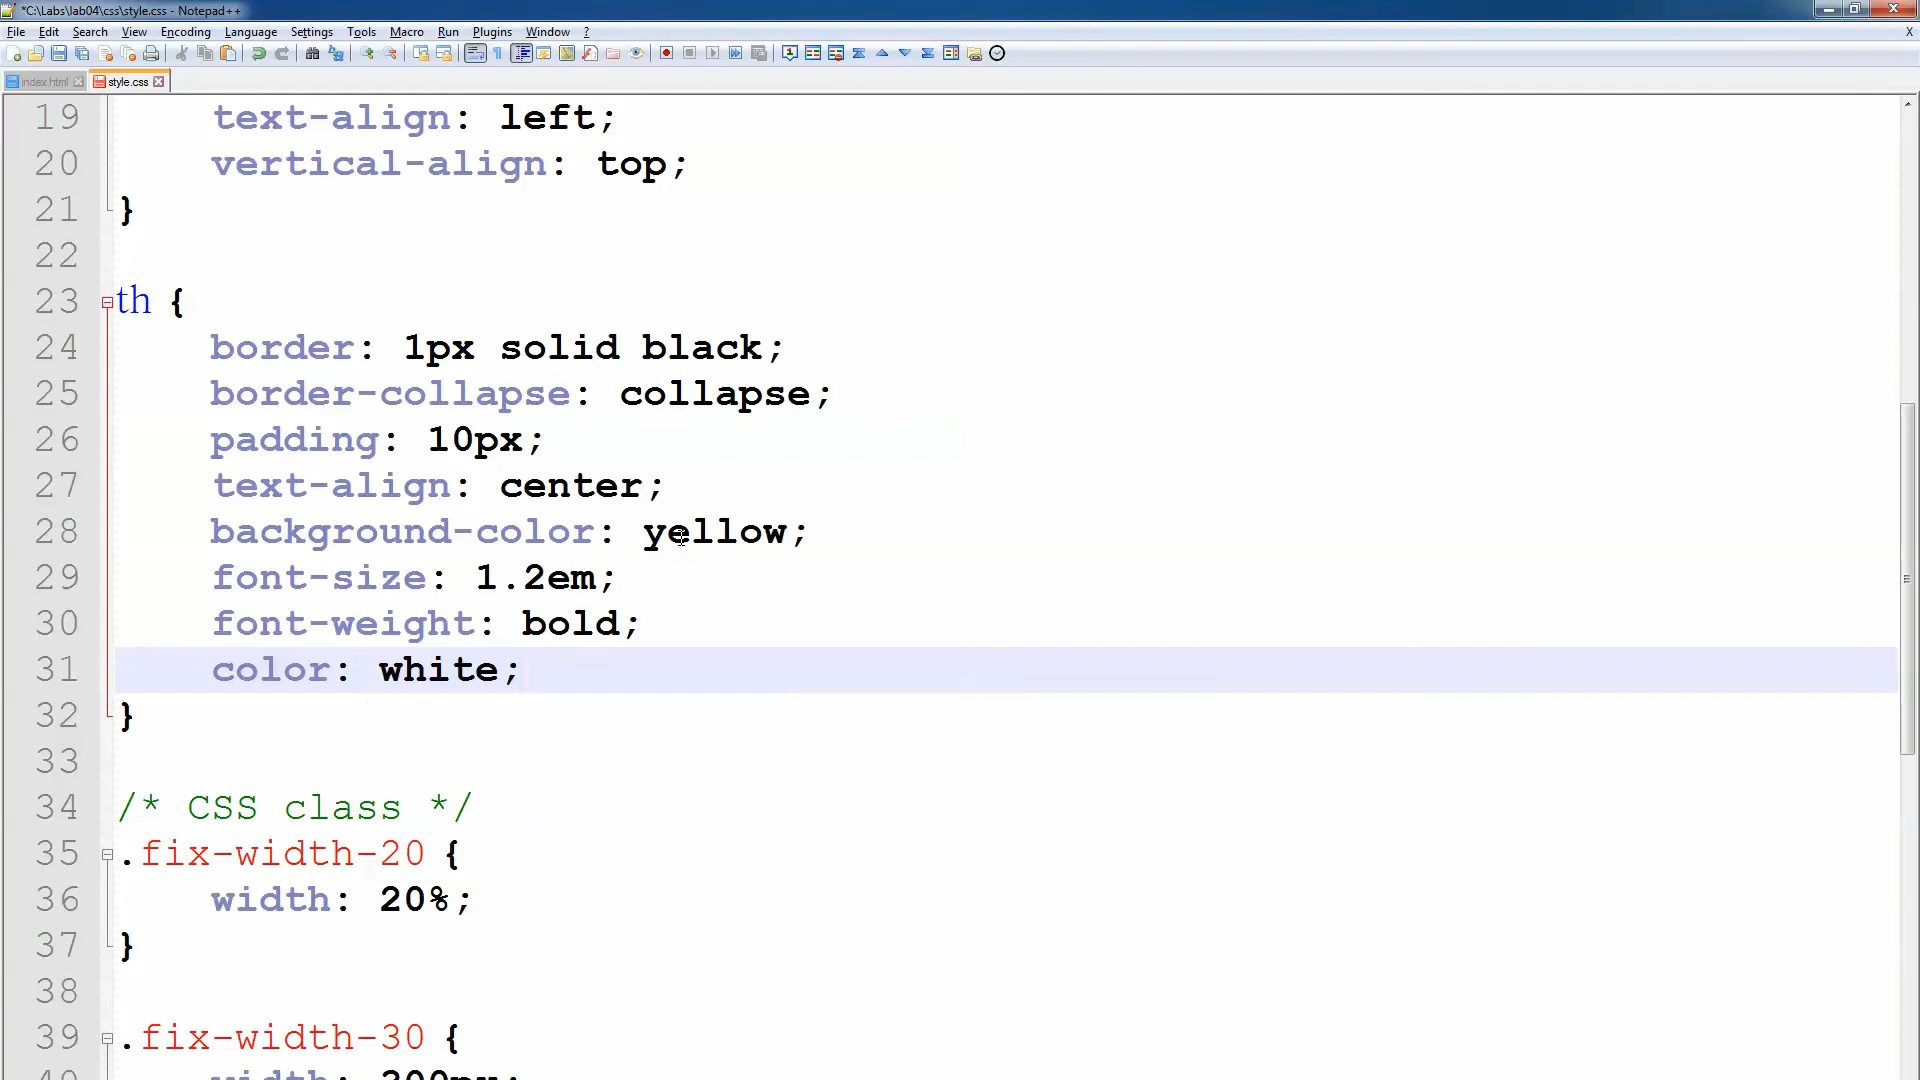 *C:\Labs\lab04\css\style.css - Notepad++
File Edit Search View Encoding Language Settings Tools Macro Run Plugins Window ? X
index.html style.css
19 text-align: left;
20 vertical-align: top;
21 }
22
23 th {
24 border: 1px solid black;
25 border-collapse: collapse;
26 padding: 10px;
27 text-align: center;
28 background-color: yellow;
29 font-size: 1.2em;
30 font-weight: bold;
31 color: white;
32 }
33
34 /* CSS class */
35 .fix-width-20 {
36 width: 20%;
37 }
38
39 .fix-width-30 {
40 width: 300px;